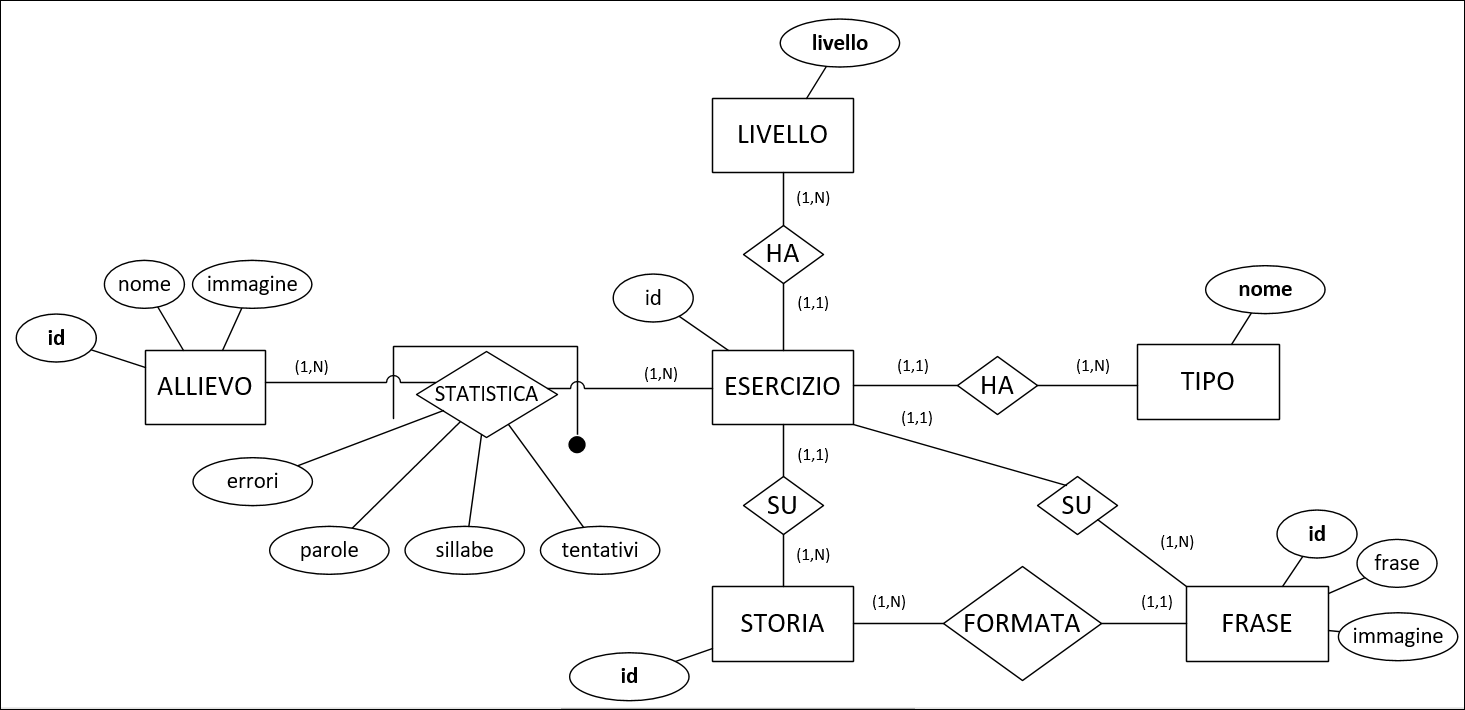 livello
LIVELLO
(1,N)
HA
(1,1)
nome
immagine
id
ALLIEVO
(1,N)
STATISTICA
(1,N)
errori
parole
sillabe
tentativi
id
ESERCIZIO
(1,1)
HA
(1,N)
nome
TIPO
(1,1)
(1,1)
SU
SU
(1,N)
(1,N)
STORIA
id
(1,N)
FORMATA
(1,1)
FRASE
id
frase
immagine